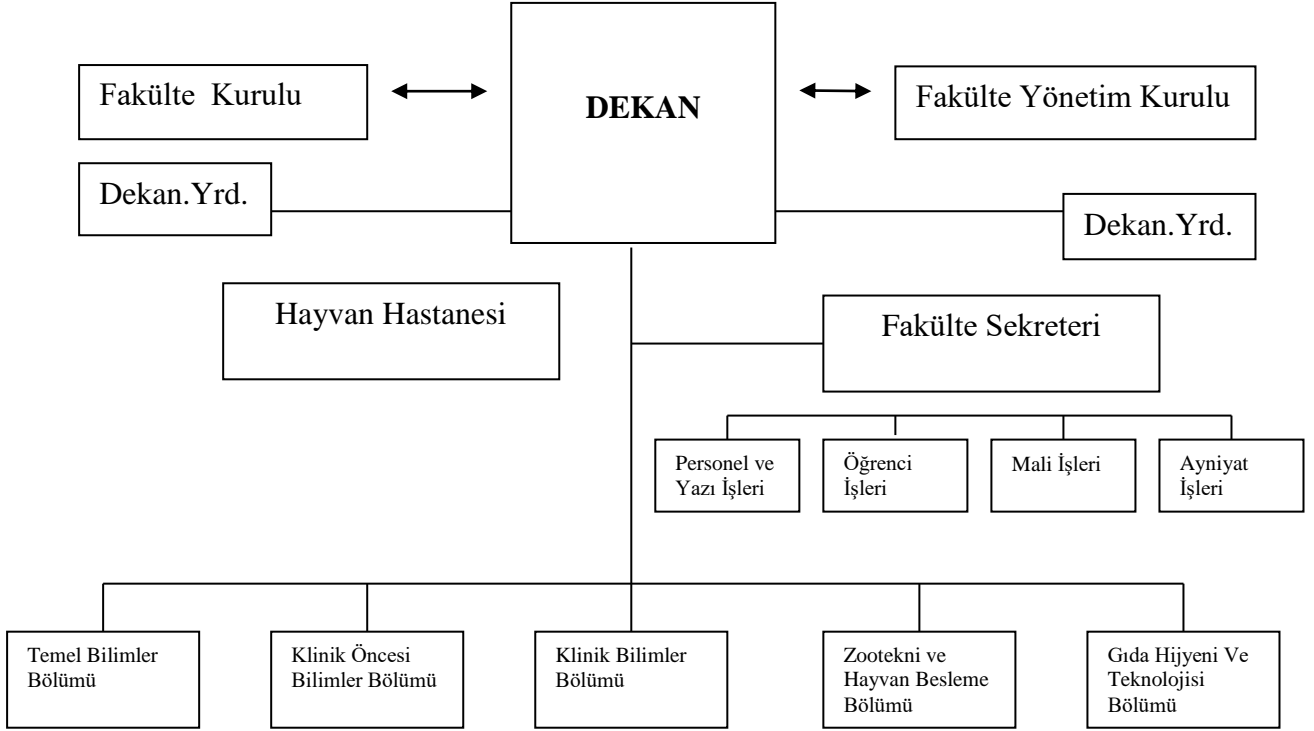 Fakülte Kurulu
DEKAN
Fakülte Yönetim Kurulu
Dekan.Yrd.
Dekan.Yrd.
Hayvan Hastanesi
Fakülte Sekreteri
Personel ve
Yazı İşleri
Öğrenci
İşleri
Mali İşleri
Ayniyat
İşleri
Temel Bilimler
Bölümü
Klinik Öncesi
Bilimler Bölümü
Klinik Bilimler
Bölümü
Zootekni ve
Hayvan Besleme
Bölümü
Gıda Hijyeni Ve
Teknolojisi
Bölümü